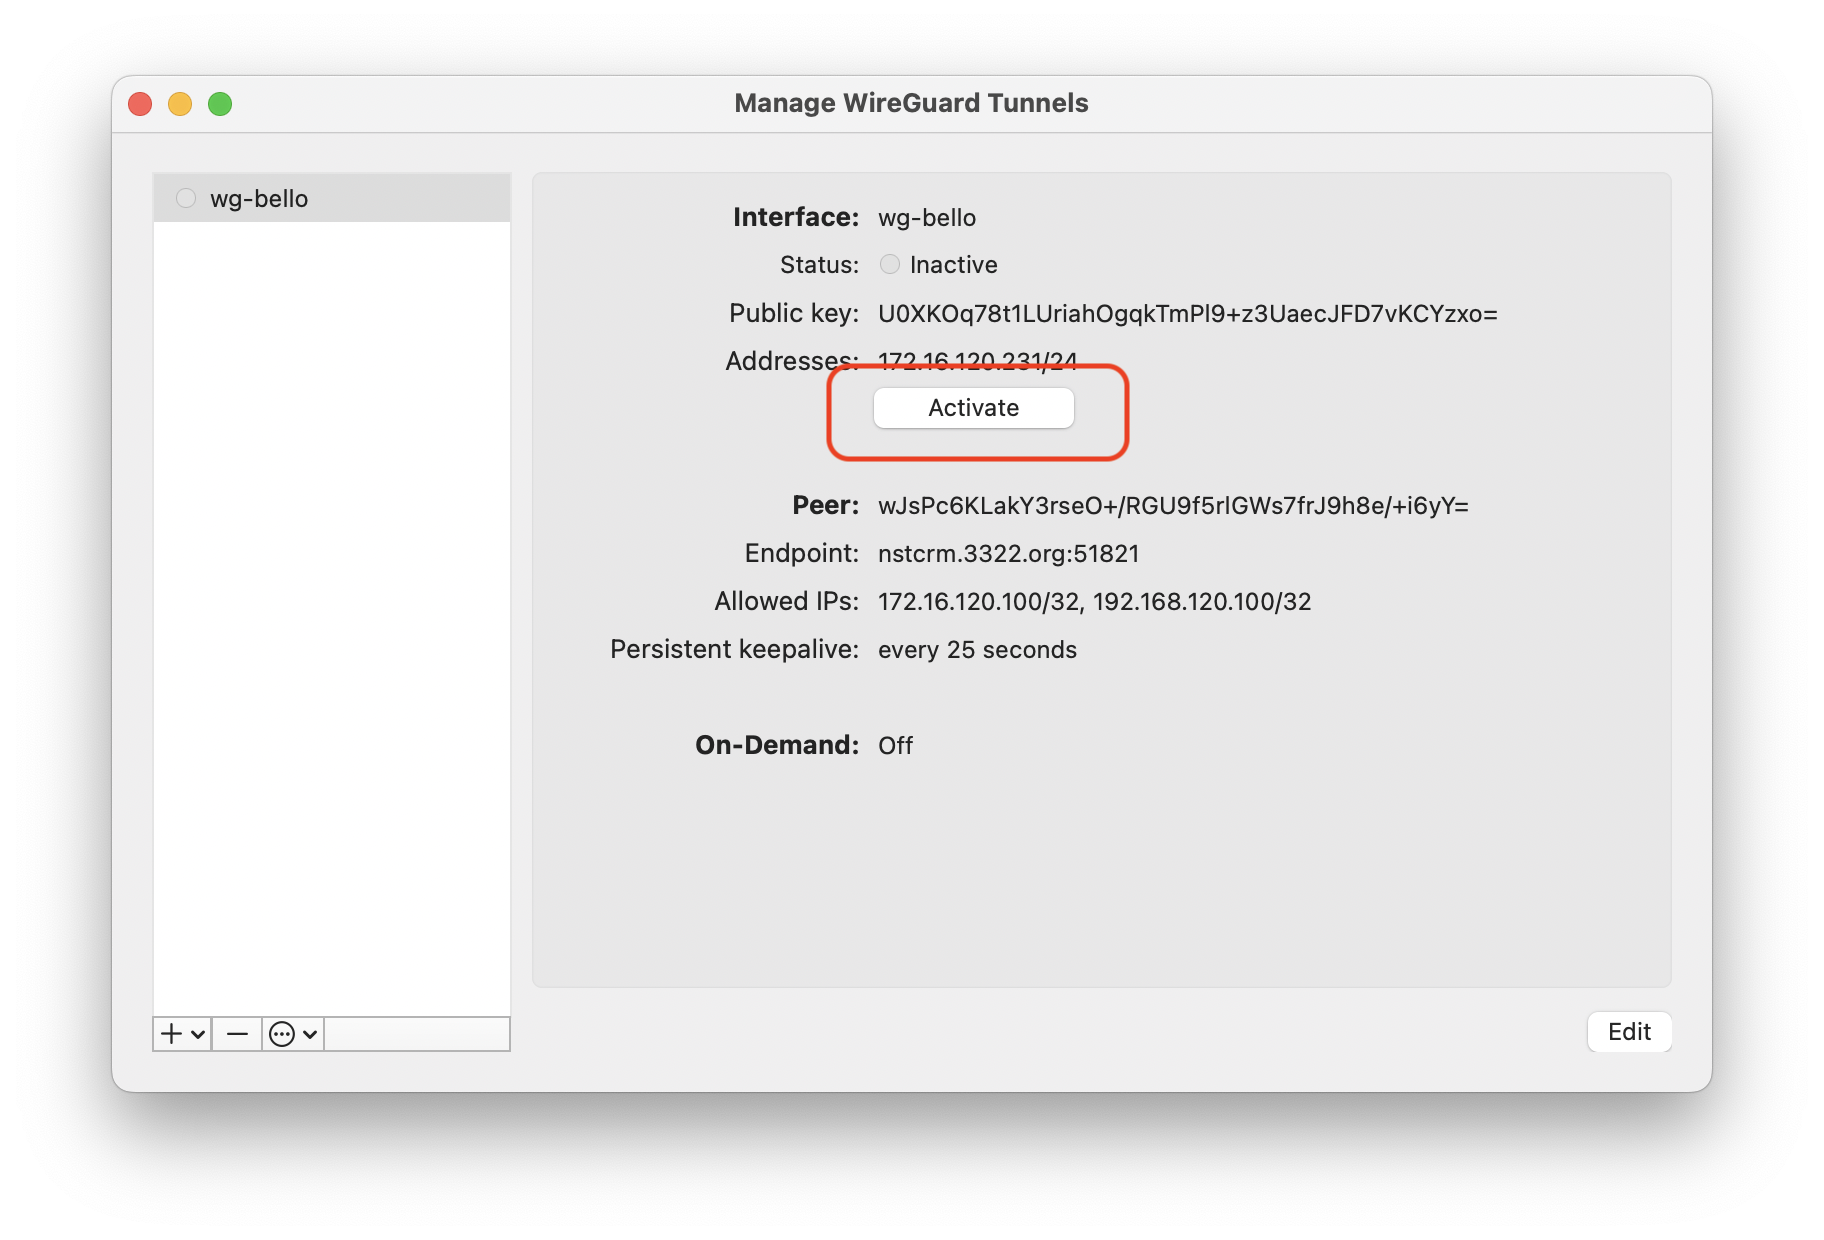 Manage WireGuard Tunnels
wg-bello
Interface: wg-bello
Status: Inactive
Public key: U0XKOq78t1LUriahOgqkTmPl9+z3UaecJFD7vKCYzxo=
Addresses: 172.16.120.231/24
Activate
Peer: wJsPc6KLakY3rseO+/RGU9f5rlGWs7frJ9h8e/+i6yY=
Endpoint: nstcrm.3322.org:51821
Allowed IPs: 172.16.120.100/32, 192.168.120.100/32
Persistent keepalive: every 25 seconds
On-Demand: Off
Edit